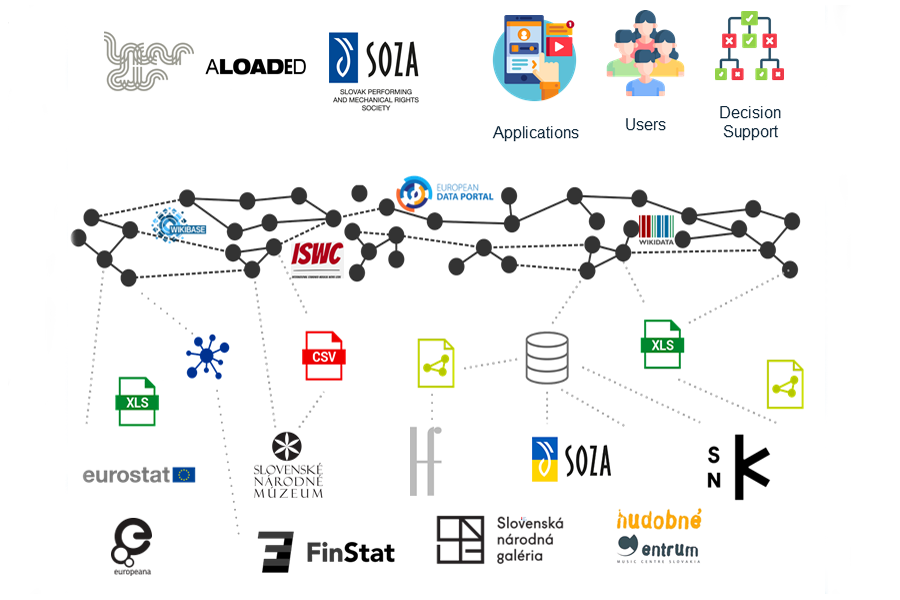 ALOADED
SOZA
SLOVAK PERFORMING
AND MECHANICAL RIGHTS
SOCIETY
Applications
Users
Decision
Support
EUROPEAN
DATA PORTAL
WIKIBASE
WIKIDATA
ISWC
CSV
XLS
XLS
eurostat
SLOVENSKÉ
NÁRODNÉ
MÚZEUM
hf
SOZA
S
N
K
europeana
FinStat
Slovenská
národná
galéria
hudobné
centrum
MUSIC CENTRE SLOVAKIA